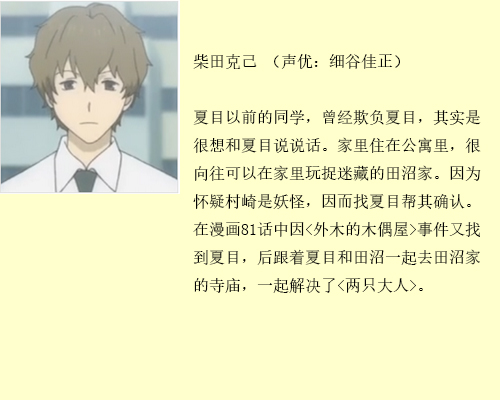 柴田克己 （声优：细谷佳正）
夏目以前的同学，曾经欺负夏目，其实是
很想和夏目说说话。家里住在公寓里，很
向往可以在家里玩捉迷藏的田沼家。因为
怀疑村崎是妖怪，因而找夏目帮其确认。
在漫画81话中因<外木的木偶屋>事件又找
到夏目，后跟着夏目和田沼一起去田沼家
的寺庙，一起解决了<两只大人>。